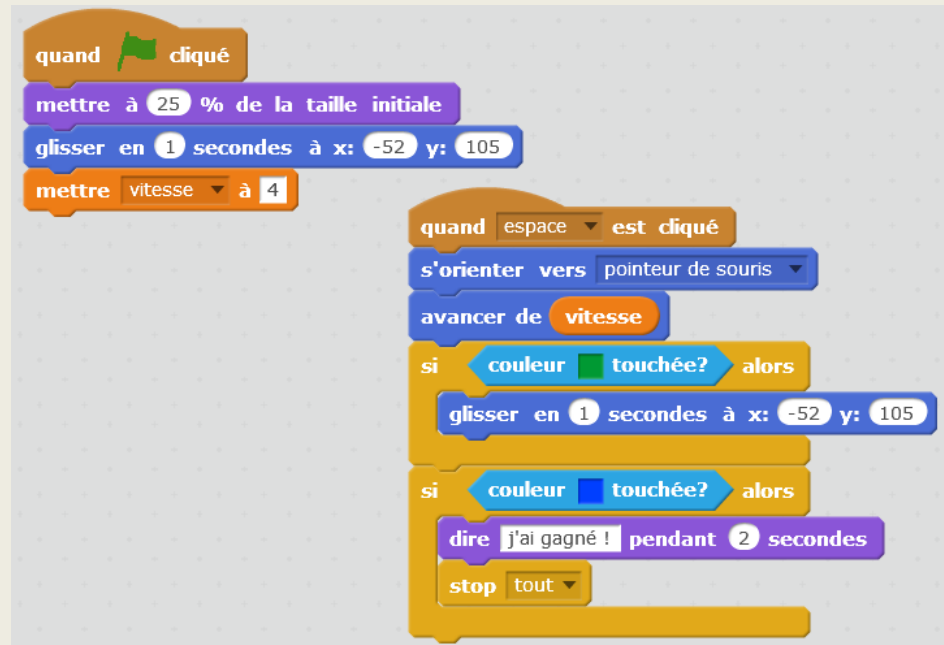 quand cliqué
mettre à 25 % de la taille initiale
glisser en 1 secondes à x: -52 y: 105
mettre vitesse à 4
quand espace est cliqué
s'orienter vers pointeur de souris
avancer de vitesse
si couleur touchée? alors
glisser en 1 secondes à x: -52 y: 105
si couleur touchée? alors
dire j'ai gagné ! pendant 2 secondes
stop tout